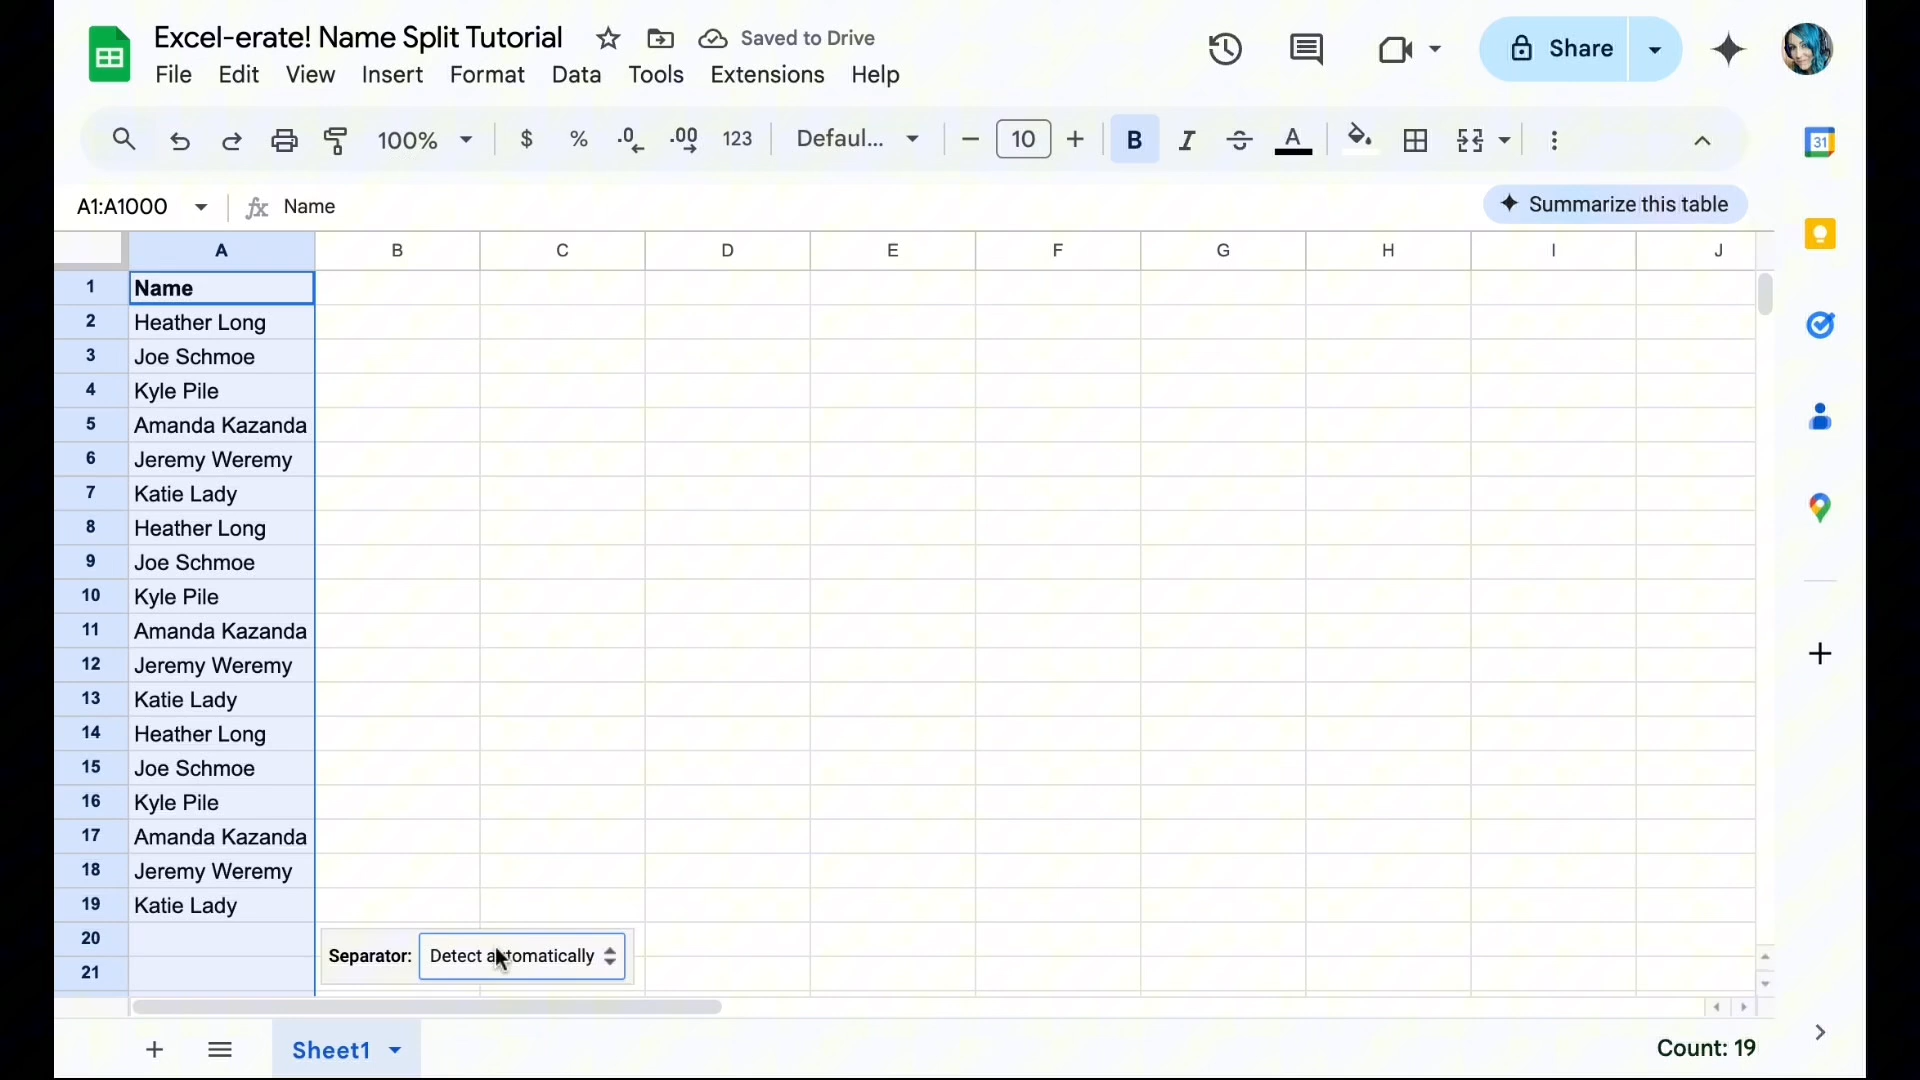 Excel-erate! Name Split Tutorial Saved to Drive
File Edit View Insert Format Data Tools Extensions Help
Share
100% $ % .0 .00 123 Defaul... 10 B I A
31
A1:A1000 fx Name Summarize this table
A B C D E F G H I J
1 Name
2 Heather Long
3 Joe Schmoe
4 Kyle Pile
5 Amanda Kazanda
6 Jeremy Weremy
7 Katie Lady
8 Heather Long
9 Joe Schmoe
10 Kyle Pile
11 Amanda Kazanda
12 Jeremy Weremy
13 Katie Lady
14 Heather Long
15 Joe Schmoe
16 Kyle Pile
17 Amanda Kazanda
18 Jeremy Weremy
19 Katie Lady
20
Separator: Detect automatically
21
Sheet1 Count: 19